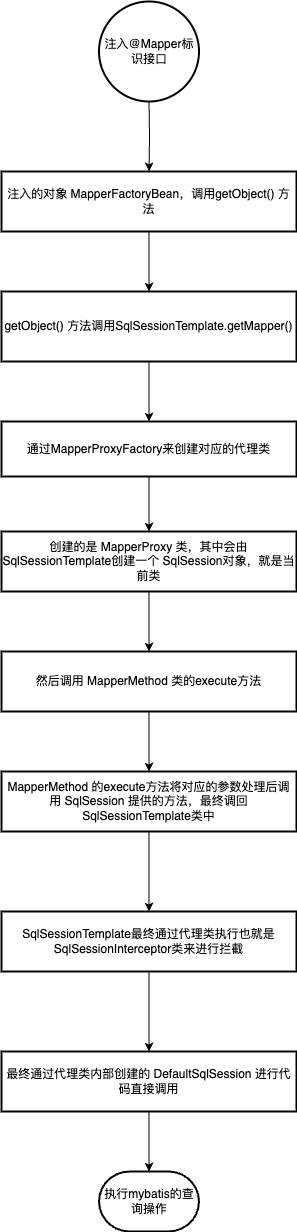 注入@Mapper标
识接口
注入的对象 MapperFactoryBean，调用getObject() 方
法
getObject() 方法调用SqlSessionTemplate.getMapper()
通过MapperProxyFactory来创建对应的代理类
创建的是 MapperProxy 类，其中会由
SqlSessionTemplate创建一个 SqlSession对象，就是当
前类
然后调用 MapperMethod 类的execute方法
MapperMethod 的execute方法将对应的参数处理后调
用 SqlSession 提供的方法，最终调回
SqlSessionTemplate类中
SqlSessionTemplate最终通过代理类执行也就是
SqlSessionInterceptor类来进行拦截
最终通过代理类内部创建的 DefaultSqlSession 进行代
码直接调用
执行mybatis的查
询操作